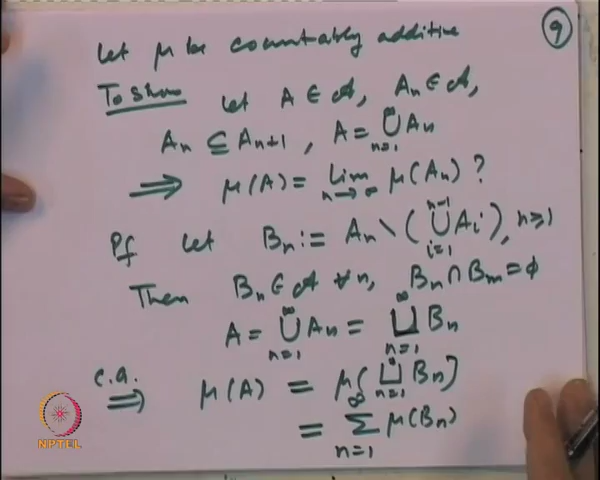 9
Let μ be countably additive
To show Let A ∈ 𝒜, Aₙ ∈ 𝒜,
Aₙ ⊆ Aₙ₊₁, A = ⋃_{n=1}^{∞} Aₙ
⟹ μ(A) = Lim_{n→∞} μ(Aₙ) ?
Pf Let Bₙ := Aₙ \ (⋃_{i=1}^{n-1} Aᵢ), n ≥ 1
Then Bₙ ∈ 𝒜 ∀ n, Bₙ ∩ Bₘ = ϕ
A = ⋃_{n=1}^{∞} Aₙ = ⨆_{n=1}^{∞} Bₙ
c.a. ⟹ μ(A) = μ(⨆_{n=1}^{∞} Bₙ)
= ∑_{n=1}^{∞} μ(Bₙ)
NPTEL